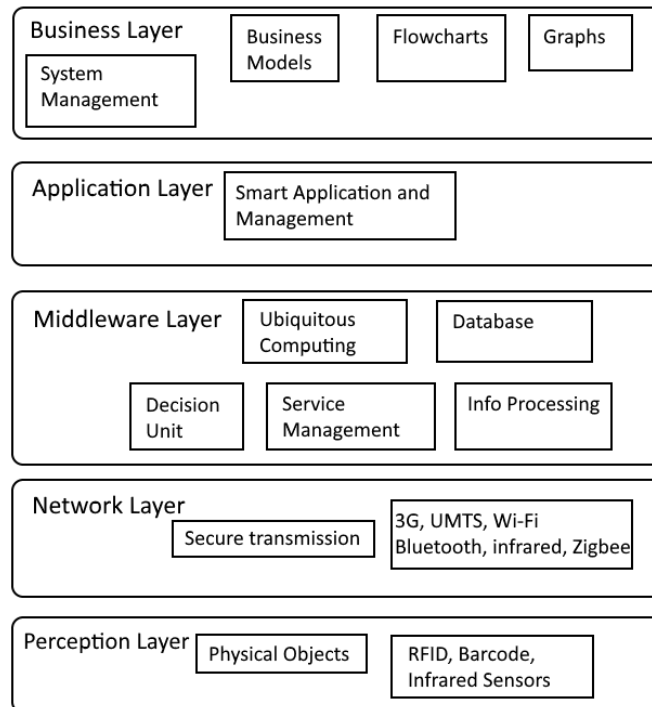 Business Layer
System
Management
Business
Models
Flowcharts
Graphs
Application Layer
Smart Application and
Management
Middleware Layer
Ubiquitous
Computing
Database
Decision
Unit
Service
Management
Info Processing
Network Layer
Secure transmission
3G, UMTS, Wi-Fi
Bluetooth, infrared, Zigbee
Perception Layer
Physical Objects
RFID, Barcode,
Infrared Sensors